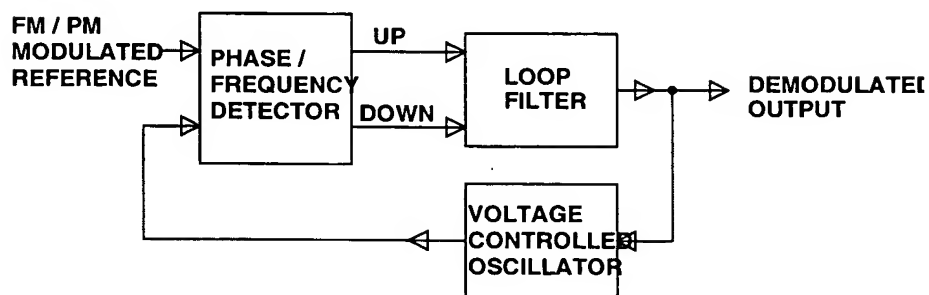 FM / PM
MODULATED
REFERENCE
PHASE /
FREQUENCY
DETECTOR
UP
DOWN
LOOP
FILTER
DEMODULATED
OUTPUT
VOLTAGE
CONTROLLED
OSCILLATOR